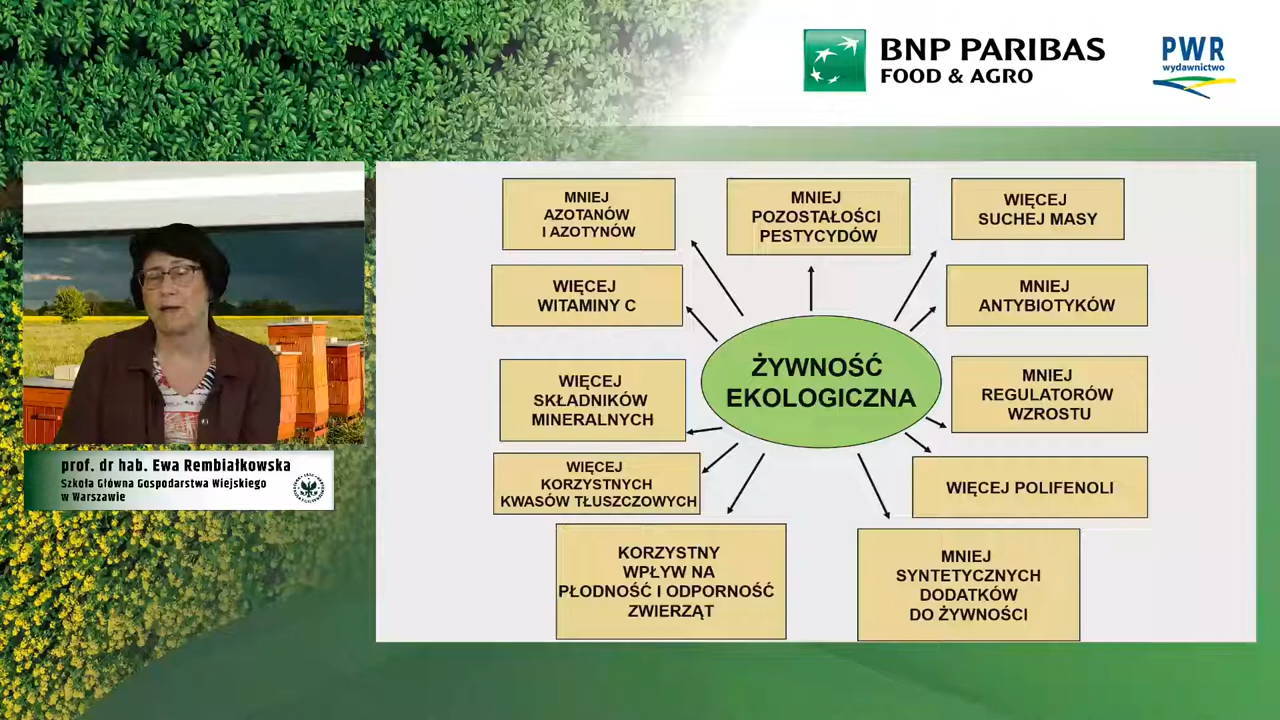 BNP PARIBAS
FOOD & AGRO
PWR
wydawnictwo
prof. dr hab. Ewa Rembiałkowska
Szkoła Główna Gospodarstwa Wiejskiego
w Warszawie
MNIEJ
AZOTANÓW
I AZOTYNÓW
MNIEJ
POZOSTAŁOŚCI
PESTYCYDÓW
WIĘCEJ
SUCHEJ MASY
WIĘCEJ
WITAMINY C
MNIEJ
ANTYBIOTYKÓW
ŻYWNOŚĆ
EKOLOGICZNA
WIĘCEJ
SKŁADNIKÓW
MINERALNYCH
MNIEJ
REGULATORÓW
WZROSTU
WIĘCEJ
KORZYSTNYCH
KWASÓW TŁUSZCZOWYCH
WIĘCEJ POLIFENOLI
KORZYSTNY
WPŁYW NA
PŁODNOŚĆ I ODPORNOŚĆ
ZWIERZĄT
MNIEJ
SYNTETYCZNYCH
DODATKÓW
DO ŻYWNOŚCI